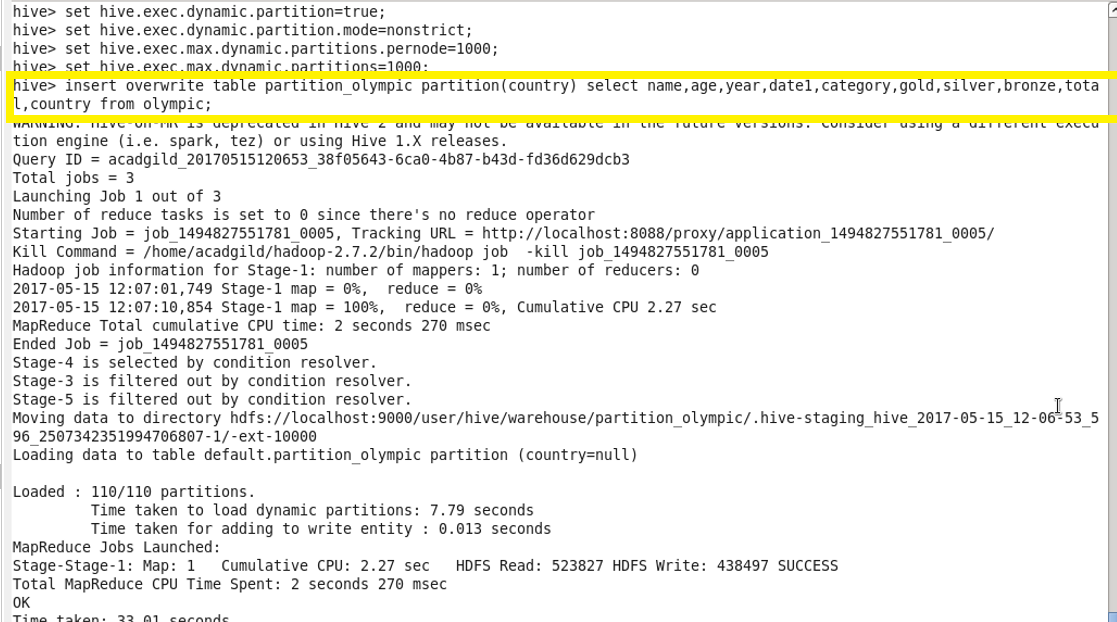 hive> set hive.exec.dynamic.partition=true;
hive> set hive.exec.dynamic.partition.mode=nonstrict;
hive> set hive.exec.max.dynamic.partitions.pernode=1000;
hive> set hive.exec.max.dynamic.partitions=1000;
hive> insert overwrite table partition_olympic partition(country) select name,age,year,date1,category,gold,silver,bronze,tota
l,country from olympic;
WARNING: Hive-on-MR is deprecated in Hive 2 and may not be available in the future versions. Consider using a different execu
tion engine (i.e. spark, tez) or using Hive 1.X releases.
Query ID = acadgild_20170515120653_38f05643-6ca0-4b87-b43d-fd36d629dcb3
Total jobs = 3
Launching Job 1 out of 3
Number of reduce tasks is set to 0 since there's no reduce operator
Starting Job = job_1494827551781_0005, Tracking URL = http://localhost:8088/proxy/application_1494827551781_0005/
Kill Command = /home/acadgild/hadoop-2.7.2/bin/hadoop job  -kill job_1494827551781_0005
Hadoop job information for Stage-1: number of mappers: 1; number of reducers: 0
2017-05-15 12:07:01,749 Stage-1 map = 0%,  reduce = 0%
2017-05-15 12:07:10,854 Stage-1 map = 100%,  reduce = 0%, Cumulative CPU 2.27 sec
MapReduce Total cumulative CPU time: 2 seconds 270 msec
Ended Job = job_1494827551781_0005
Stage-4 is selected by condition resolver.
Stage-3 is filtered out by condition resolver.
Stage-5 is filtered out by condition resolver.
Moving data to directory hdfs://localhost:9000/user/hive/warehouse/partition_olympic/.hive-staging_hive_2017-05-15_12-06-53_5
96_2507342351994706807-1/-ext-10000
Loading data to table default.partition_olympic partition (country=null)

Loaded : 110/110 partitions.
         Time taken to load dynamic partitions: 7.79 seconds
         Time taken for adding to write entity : 0.013 seconds
MapReduce Jobs Launched:
Stage-Stage-1: Map: 1   Cumulative CPU: 2.27 sec   HDFS Read: 523827 HDFS Write: 438497 SUCCESS
Total MapReduce CPU Time Spent: 2 seconds 270 msec
OK
Time taken: 33.01 seconds